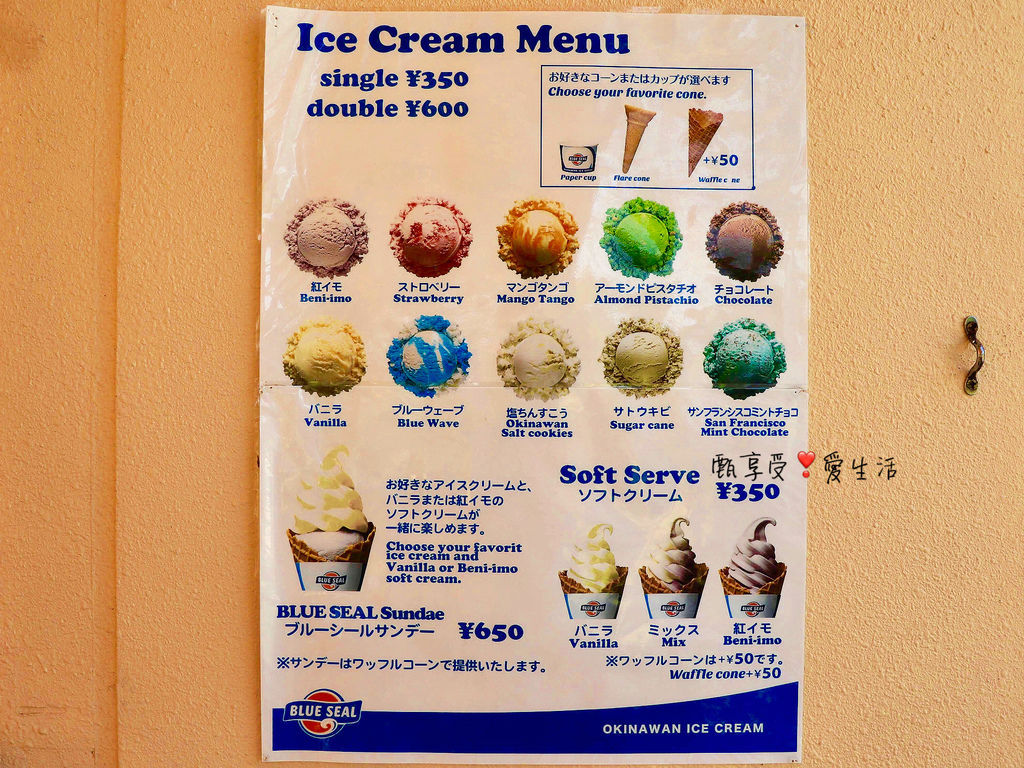 Ice Cream Menu
single ¥350
double ¥600
お好きなコーンまたはカップが選べます
Choose your favorite cone.
BLUE SEAL
+¥50
Paper cup
Flare cone
Waffle c ne
紅イモ
Beni-imo
ストロベリー
Strawberry
マンゴタンゴ
Mango Tango
アーモンドピスタチオ
Almond Pistachio
チョコレート
Chocolate
バニラ
Vanilla
ブルーウェーブ
Blue Wave
塩ちんすこう
Okinawan
Salt cookies
サトウキビ
Sugar cane
サンフランシスコミントチョコ
San Francisco
Mint Chocolate
甄享受❣愛生活
お好きなアイスクリームと、
バニラまたは紅イモの
ソフトクリームが
一緒に楽しめます。
Choose your favorit
ice cream and
Vanilla or Beni-imo
soft cream.
BLUE SEAL
BLUE SEAL Sundae
ブルーシールサンデー
¥650
※サンデーはワッフルコーンで提供いたします。
Soft Serve
ソフトクリーム
¥350
BLUE SEAL
BLUE SEAL
BLUE SEAL
バニラ
Vanilla
ミックス
Mix
紅イモ
Beni-imo
※ワッフルコーンは+¥50です。
Waffle cone+¥50
BLUE SEAL
OKINAWAN ICE CREAM